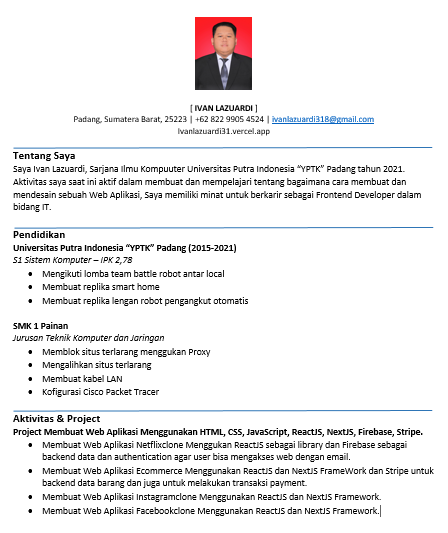 [ IVAN LAZUARDI ]
Padang, Sumatera Barat, 25223 | +62 822 9905 4524 | ivanlazuardi318@gmail.com
Ivanlazuardi31.vercel.app
Tentang Saya
Saya Ivan Lazuardi, Sarjana Ilmu Kompuuter Universitas Putra Indonesia “YPTK” Padang tahun 2021.
Aktivitas saya saat ini aktif dalam membuat dan mempelajari tentang bagaimana cara membuat dan
mendesain sebuah Web Aplikasi, Saya memiliki minat untuk berkarir sebagai Frontend Developer dalam
bidang IT.
Pendidikan
Universitas Putra Indonesia “YPTK” Padang (2015-2021)
S1 Sistem Komputer – IPK 2,78
• Mengikuti lomba team battle robot antar local
• Membuat replika smart home
• Membuat replika lengan robot pengangkut otomatis
SMK 1 Painan
Jurusan Teknik Komputer dan Jaringan
• Memblok situs terlarang menggukan Proxy
• Mengalihkan situs terlarang
• Membuat kabel LAN
• Kofigurasi Cisco Packet Tracer
Aktivitas & Project
Project Membuat Web Aplikasi Menggunakan HTML, CSS, JavaScript, ReactJS, NextJS, Firebase, Stripe.
• Membuat Web Aplikasi Netflixclone Menggukan ReactJS sebagai library dan Firebase sebagai
backend data dan authentication agar user bisa mengakses web dengan email.
• Membuat Web Aplikasi Ecommerce Menggunakan ReactJS dan NextJS FrameWork dan Stripe untuk
backend data barang dan juga untuk melakukan transaksi payment.
• Membuat Web Aplikasi Instagramclone Menggunakan ReactJS dan NextJS Framework.
• Membuat Web Aplikasi Facebookclone Menggunakan ReactJS dan NextJS Framework.